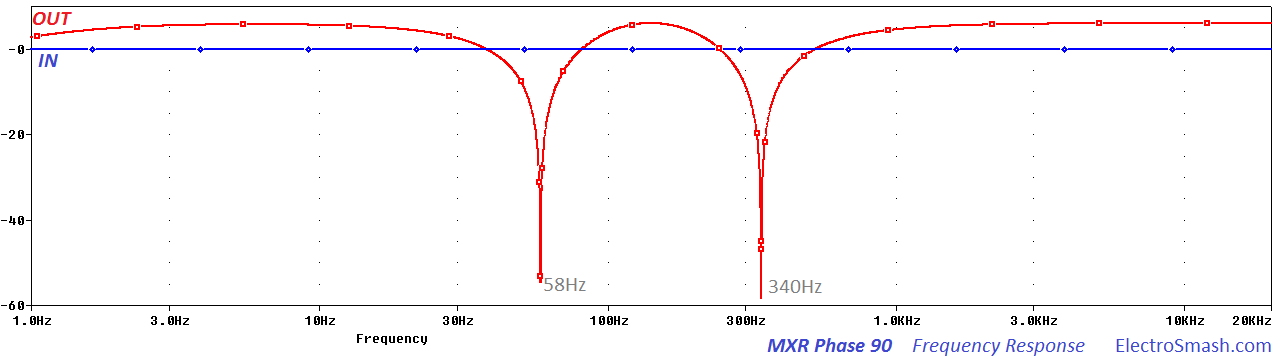 OUT
-0
IN
-20
-40
58Hz
340Hz
-60
1.0Hz 3.0Hz 10Hz 30Hz 100Hz 300Hz 1.0KHz 3.0KHz 10KHz 20KHz
Frequency
MXR Phase 90 Frequency Response ElectroSmash.com